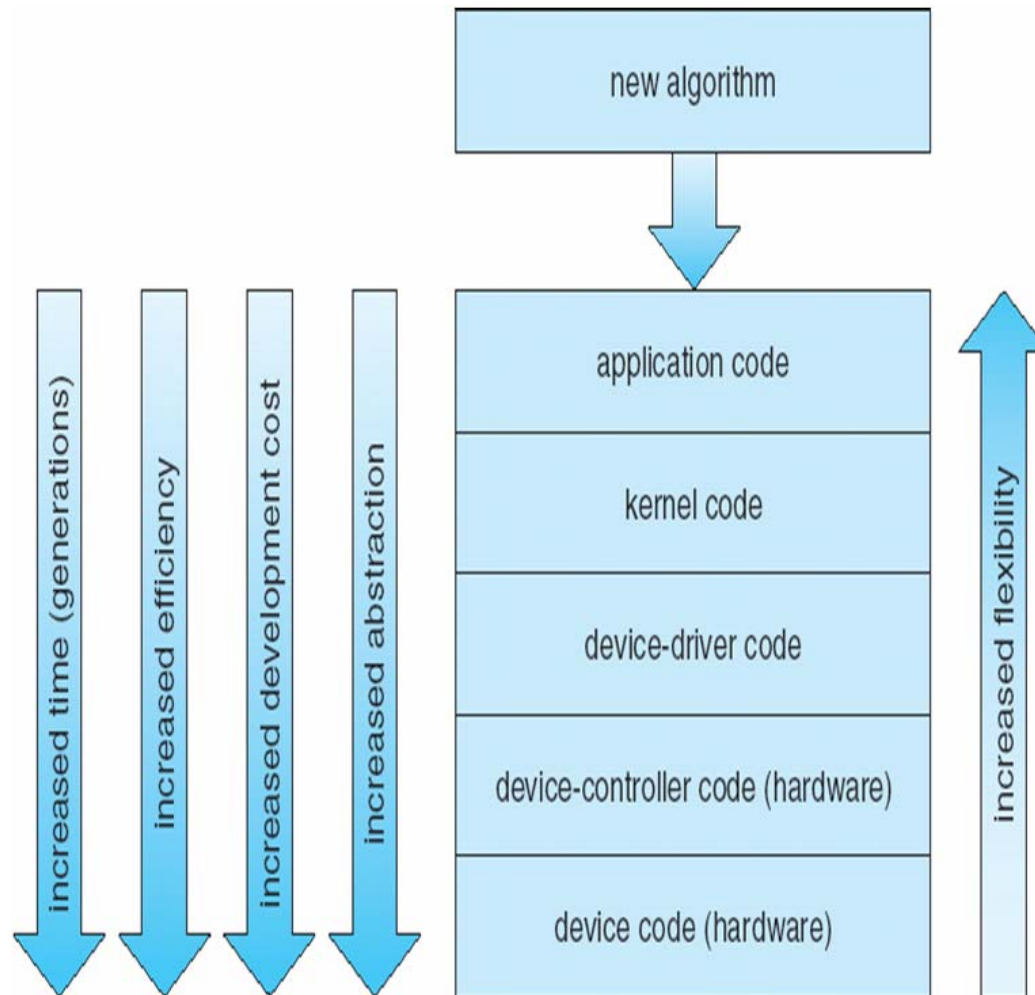 new algorithm
increased time (generations)
increased efficiency
increased development cost
increased abstraction
application code
kernel code
device-driver code
device-controller code (hardware)
device code (hardware)
increased flexibility